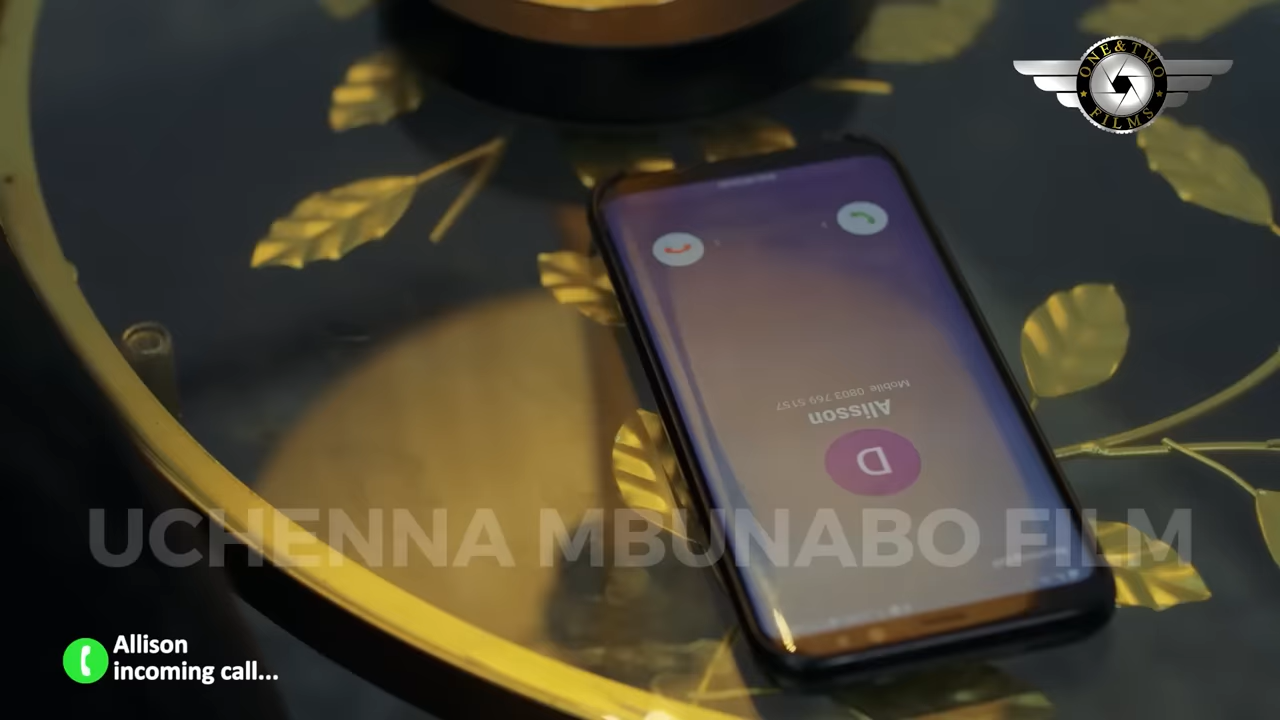 ONE&TWO
FILMS
Mobile 0803 769 5157
Alisson
D
UCHENNA MBUNABO FILM
Allison
incoming call...